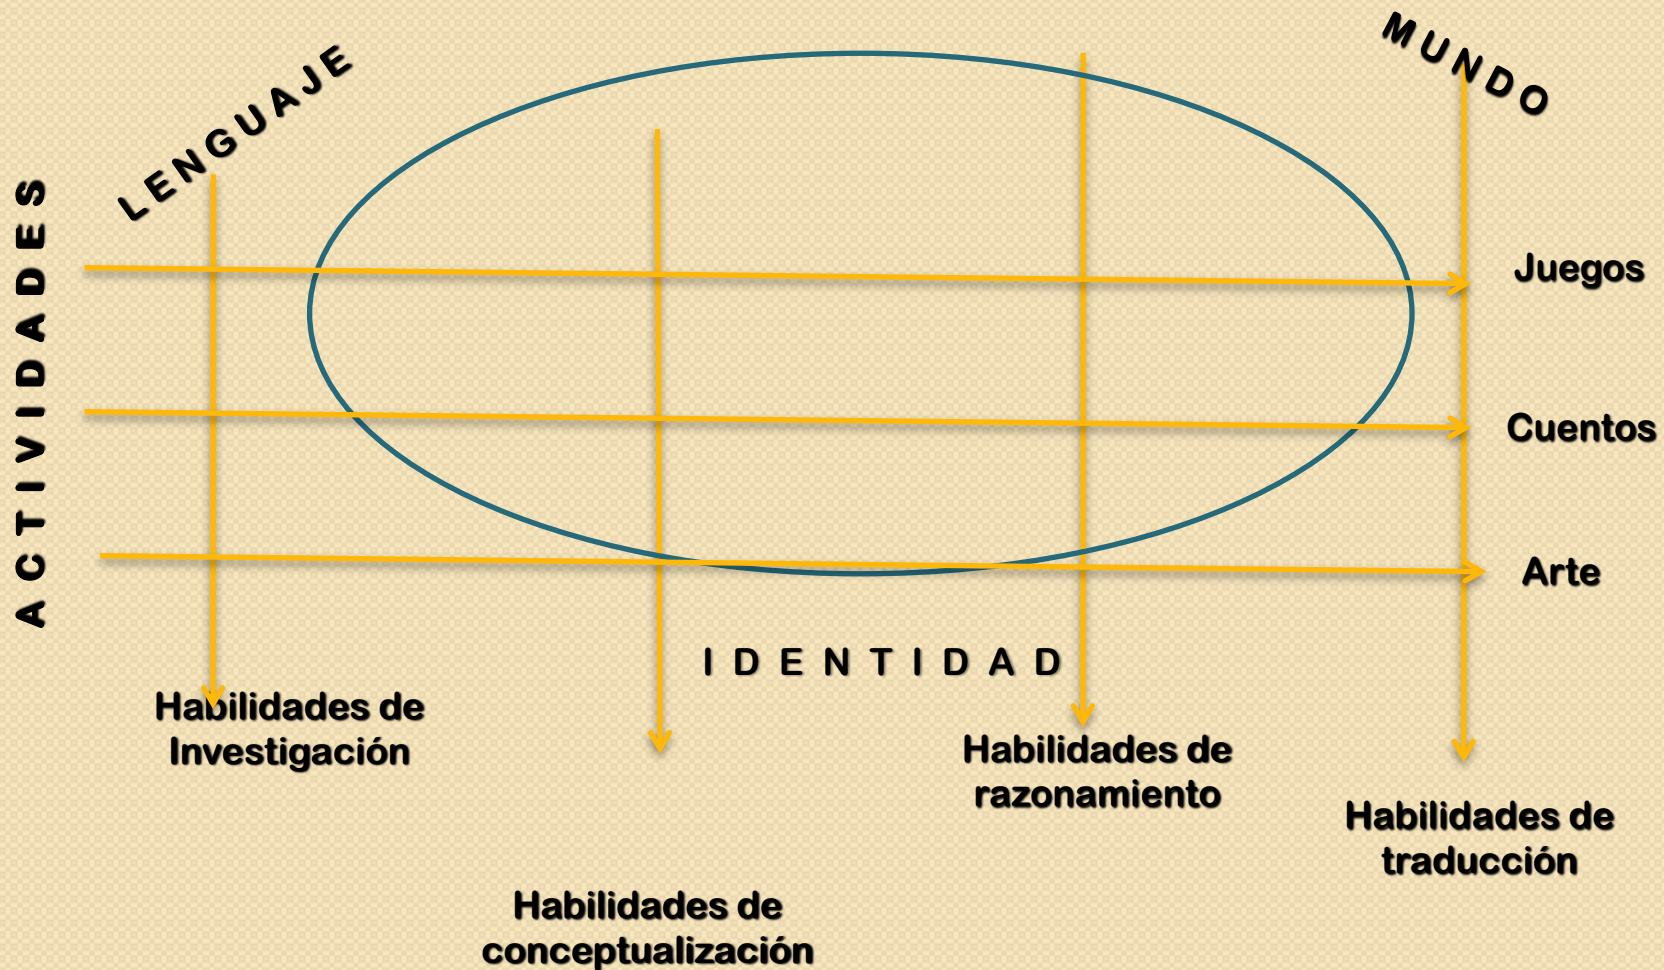 LENGUAJE
MUNDO
ACTIVIDADES
Juegos
Cuentos
Arte
IDENTIDAD
Habilidades de
Investigación
Habilidades de
razonamiento
Habilidades de
traducción
Habilidades de
conceptualización